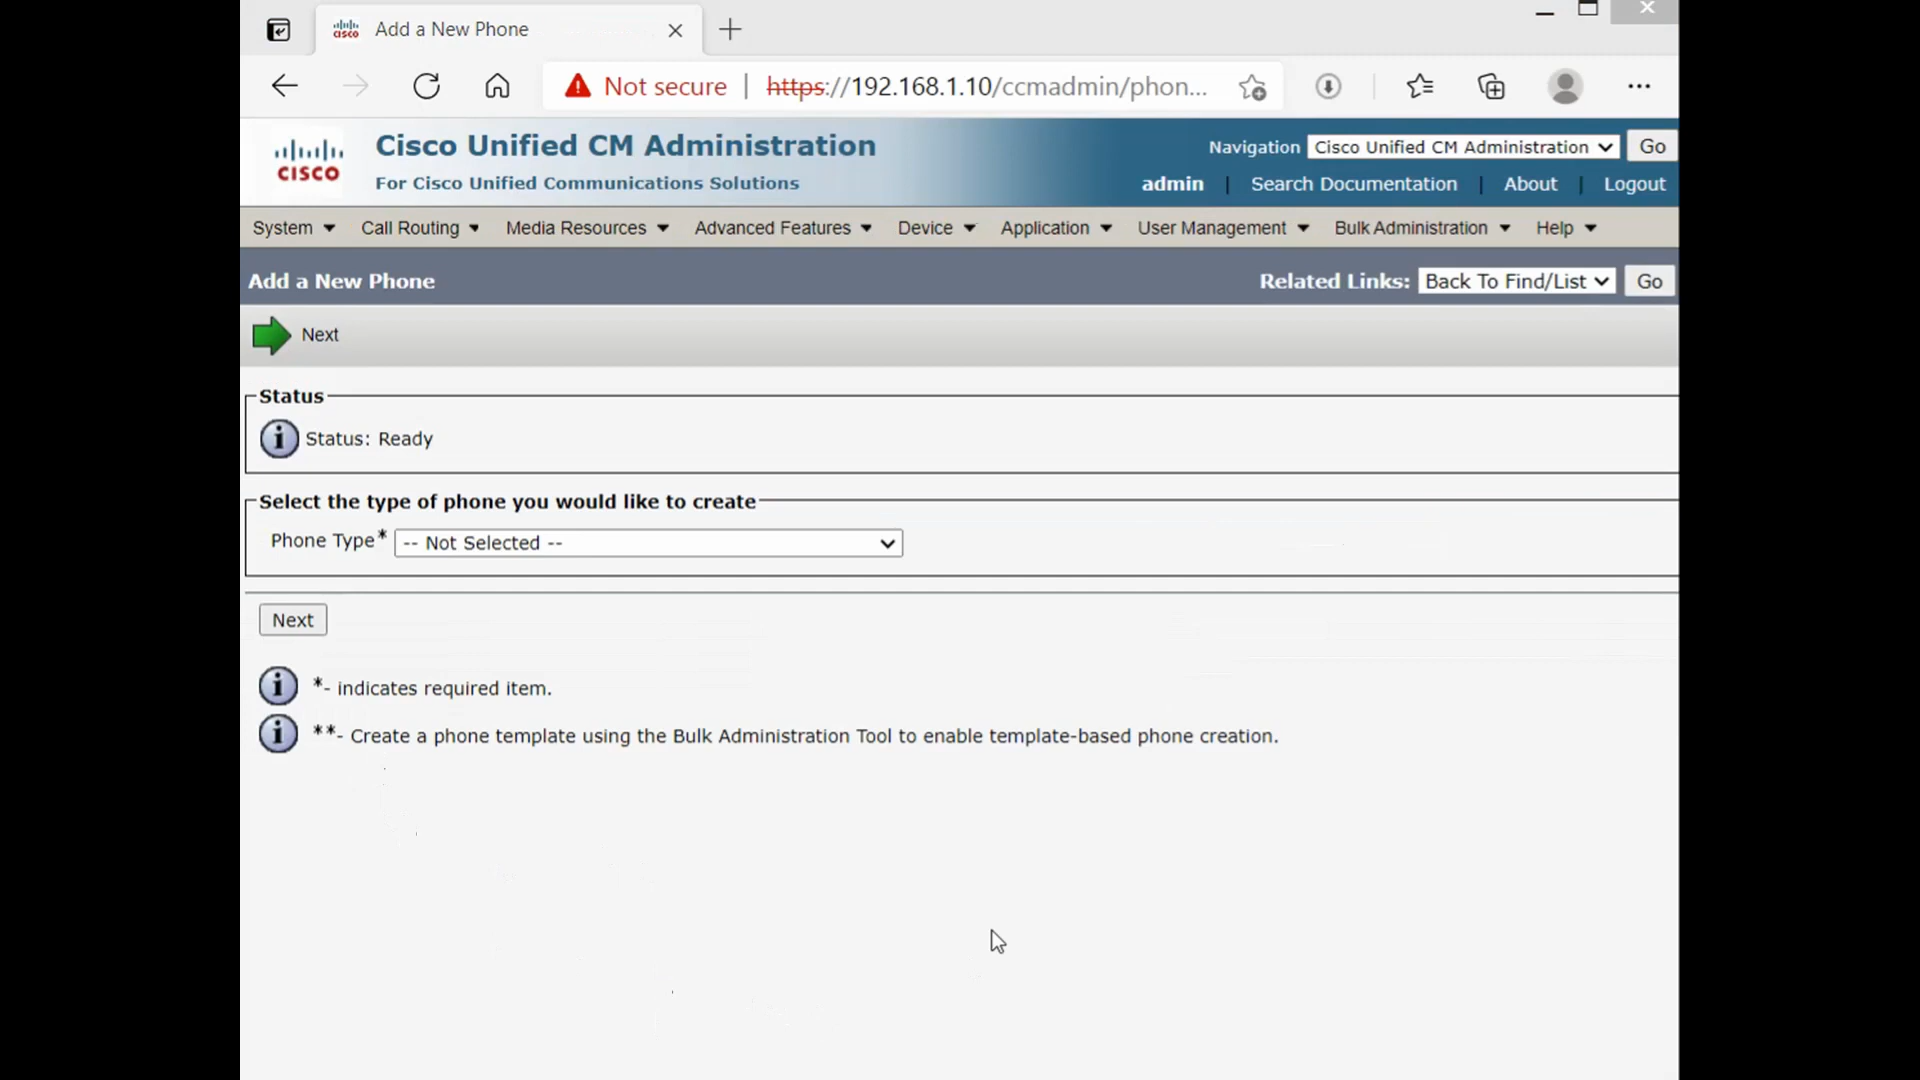 Add a New Phone
Not secure | https://192.168.1.10/ccmadmin/phon...
CISCO
Cisco Unified CM Administration
For Cisco Unified Communications Solutions
Navigation Cisco Unified CM Administration Go
admin | Search Documentation | About | Logout
System Call Routing Media Resources Advanced Features Device Application User Management Bulk Administration Help
Add a New Phone
Related Links: Back To Find/List Go
Next
Status
Status: Ready
Select the type of phone you would like to create
Phone Type* -- Not Selected --
Next
*- indicates required item.
**- Create a phone template using the Bulk Administration Tool to enable template-based phone creation.